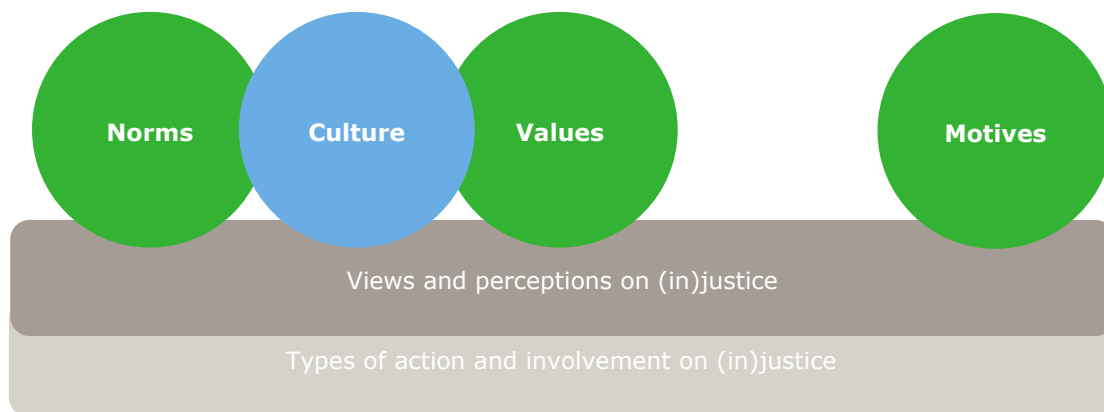 Norms
Culture
Values
Motives
Views and perceptions on (in)justice
Types of action and involvement on (in)justice